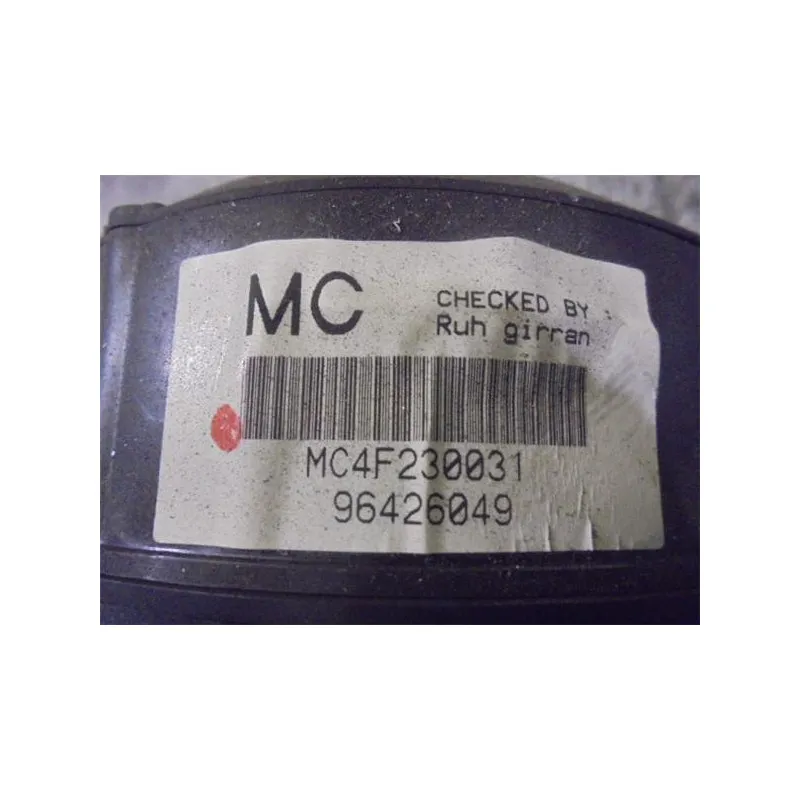 MC
CHECKED BY :
Ruh girran
MC4F230031
96426049